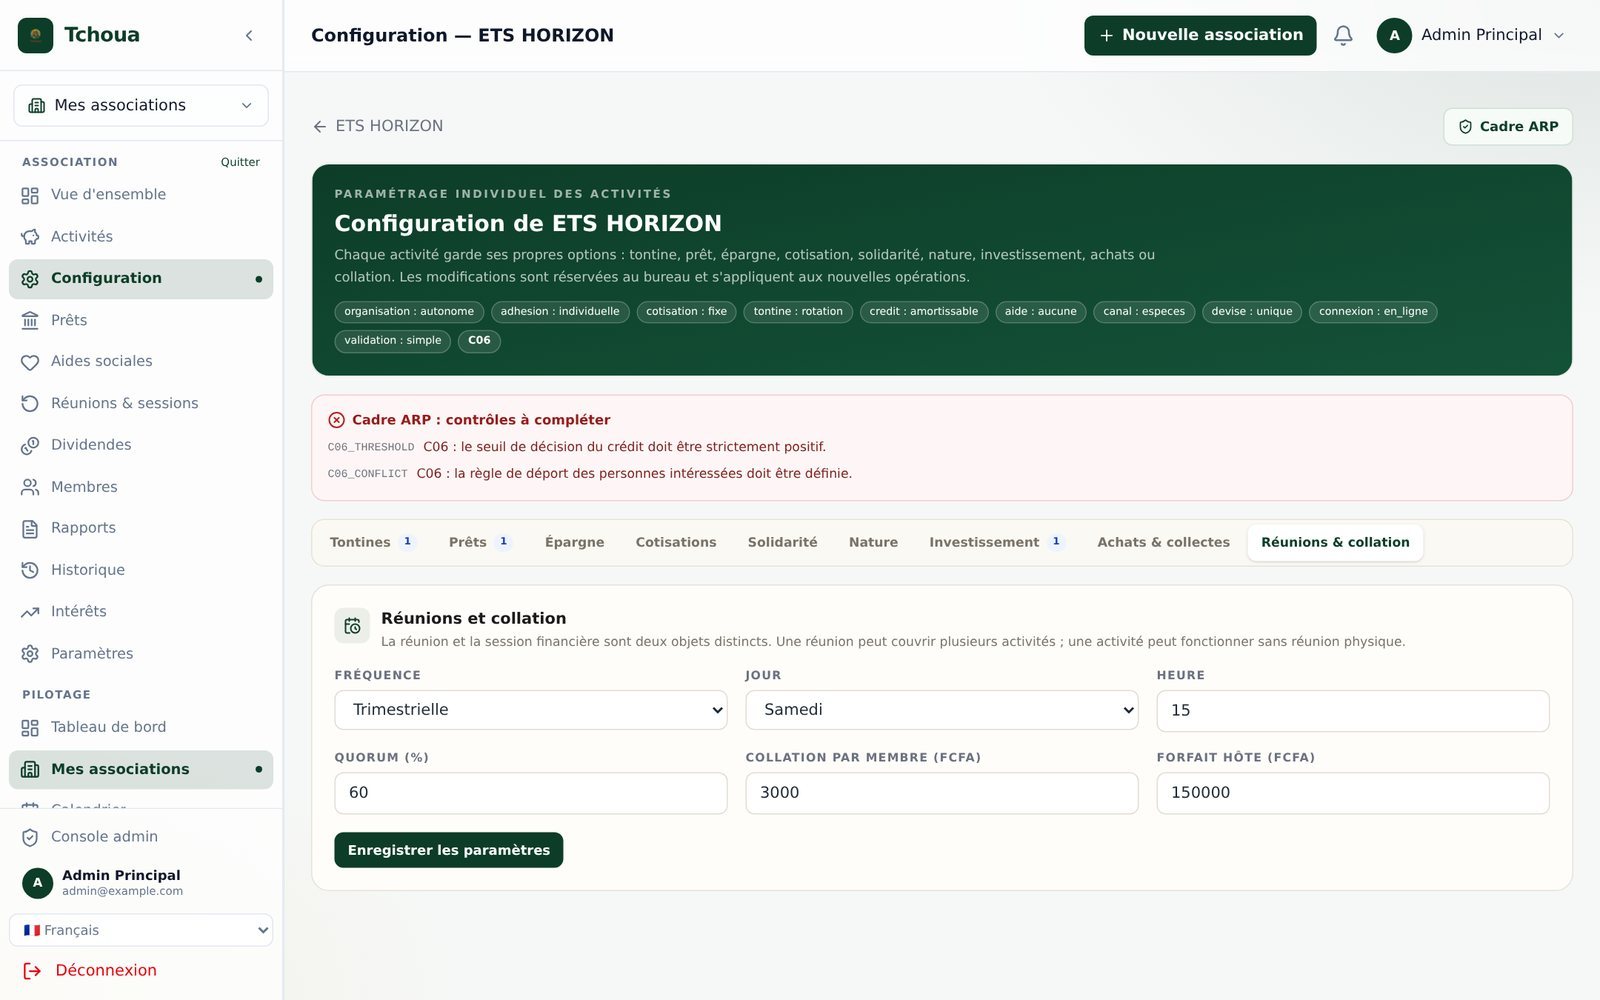 Tchoua
Configuration — ETS HORIZON
Nouvelle association
A
Admin Principal
Mes associations
ASSOCIATION
Quitter
Vue d'ensemble
Activités
Configuration
Prêts
Aides sociales
Réunions & sessions
Dividendes
Membres
Rapports
Historique
Intérêts
Paramètres
PILOTAGE
Tableau de bord
Mes associations
Calendrier
Console admin
A
Admin Principal
admin@example.com
Français
Déconnexion
ETS HORIZON
Cadre ARP
PARAMÉTRAGE INDIVIDUEL DES ACTIVITÉS
Configuration de ETS HORIZON
Chaque activité garde ses propres options : tontine, prêt, épargne, cotisation, solidarité, nature, investissement, achats ou
collation. Les modifications sont réservées au bureau et s'appliquent aux nouvelles opérations.
organisation : autonome
adhesion : individuelle
cotisation : fixe
tontine : rotation
credit : amortissable
aide : aucune
canal : especes
devise : unique
connexion : en_ligne
validation : simple
C06
Cadre ARP : contrôles à compléter
C06_THRESHOLD C06 : le seuil de décision du crédit doit être strictement positif.
C06_CONFLICT C06 : la règle de déport des personnes intéressées doit être définie.
Tontines 1
Prêts 1
Épargne
Cotisations
Solidarité
Nature
Investissement 1
Achats & collectes
Réunions & collation
Réunions et collation
La réunion et la session financière sont deux objets distincts. Une réunion peut couvrir plusieurs activités ; une activité peut fonctionner sans réunion physique.
FRÉQUENCE
Trimestrielle
JOUR
Samedi
HEURE
15
QUORUM (%)
60
COLLATION PAR MEMBRE (FCFA)
3000
FORFAIT HÔTE (FCFA)
150000
Enregistrer les paramètres